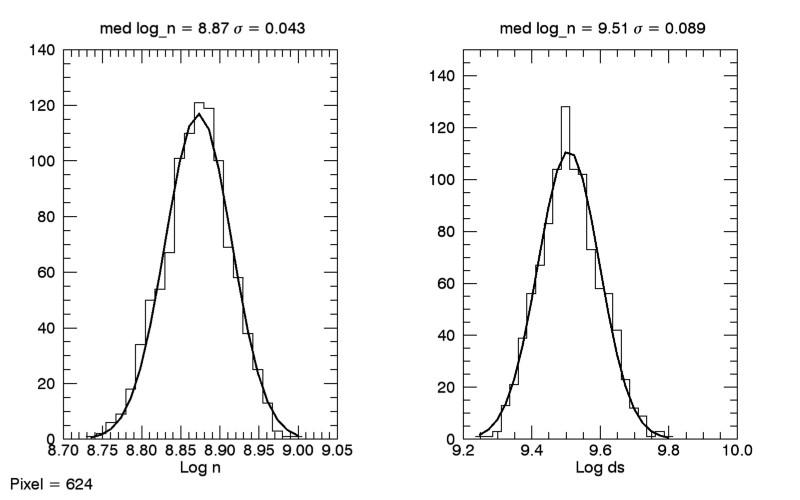 med log_n = 8.87 σ = 0.043
140
120
100
80
60
40
20
0
8.70 8.75 8.80 8.85 8.90 8.95 9.00 9.05
Log n
med log_n = 9.51 σ = 0.089
140
120
100
80
60
40
20
0
9.2 9.4 9.6 9.8 10.0
Log ds
Pixel = 624